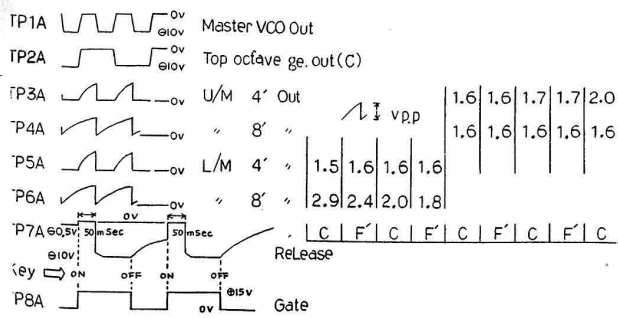 TP1A 0V ⊖10V Master VCO Out
TP2A 0V ⊖10V Top octave ge. out (C)
TP3A 0V U/M 4' Out 1.6 1.6 1.7 1.7 2.0
TP4A 0V " 8' " V p.p 1.6 1.6 1.6 1.6 1.6
TP5A 0V L/M 4' " 1.5 1.6 1.6 1.6
TP6A 0V " 8' " 2.9 2.4 2.0 1.8
TP7A ⊖0.5V 50 mSec 0V 50 mSec C F' C F' C F' C F' C
⊖10V ReLease
Key ⇨ ON OFF ON OFF
TP8A ⊕15V 0V Gate